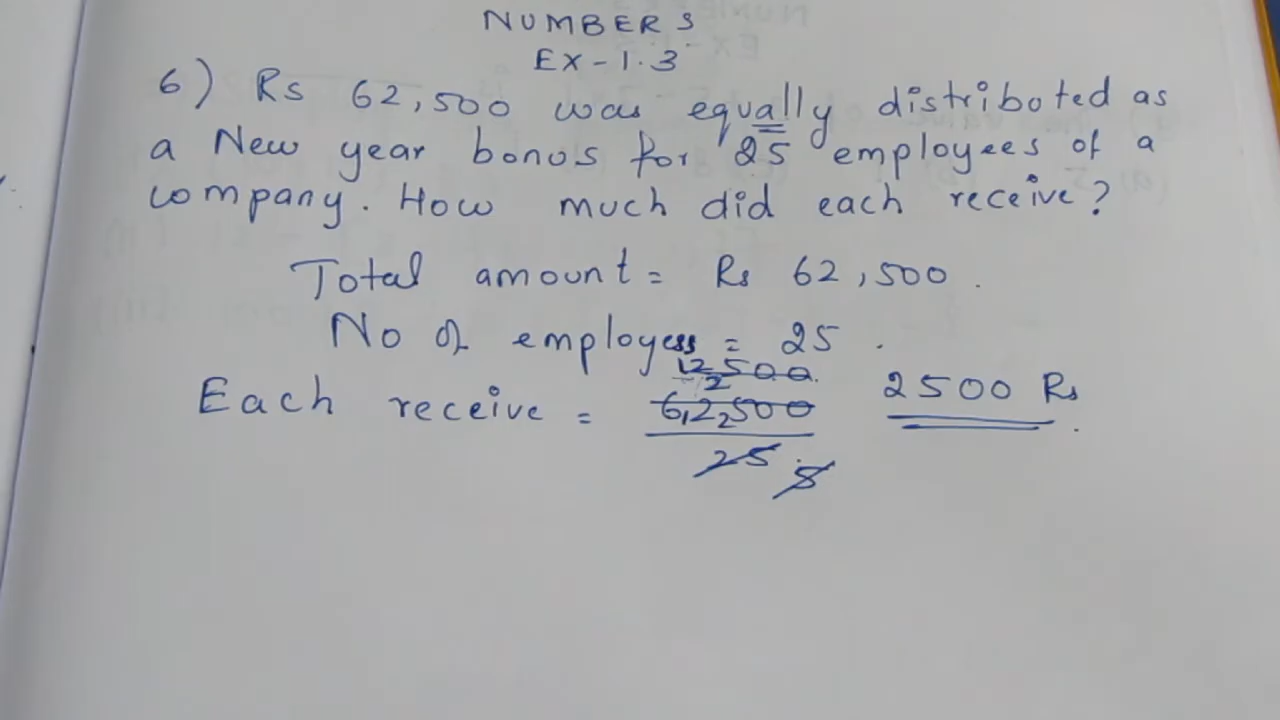 NUMBERS
EX-1.3
6) Rs 62,500 was equally distributed as
a New year bonus for 25 employees of a
company. How much did each receive?
Total amount = Rs 62,500.
No of employess = 25.
12500
Each receive = 62,500 2500 Rs
25 5